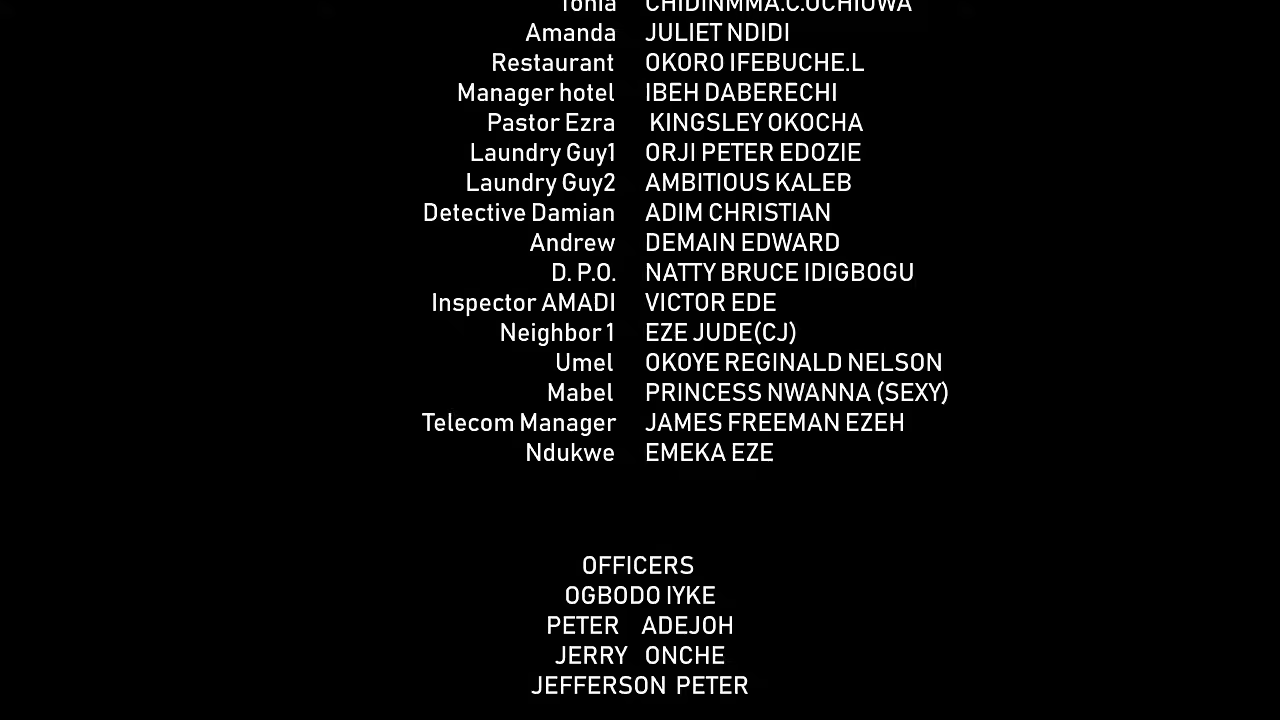 Tonia CHIDINMMA.C.UCHIUWA
Amanda JULIET NDIDI
Restaurant OKORO IFEBUCHE.L
Manager hotel IBEH DABERECHI
Pastor Ezra KINGSLEY OKOCHA
Laundry Guy1 ORJI PETER EDOZIE
Laundry Guy2 AMBITIOUS KALEB
Detective Damian ADIM CHRISTIAN
Andrew DEMAIN EDWARD
D. P.O. NATTY BRUCE IDIGBOGU
Inspector AMADI VICTOR EDE
Neighbor 1 EZE JUDE(CJ)
Umel OKOYE REGINALD NELSON
Mabel PRINCESS NWANNA (SEXY)
Telecom Manager JAMES FREEMAN EZEH
Ndukwe EMEKA EZE
OFFICERS
OGBODO IYKE
PETER ADEJOH
JERRY ONCHE
JEFFERSON PETER